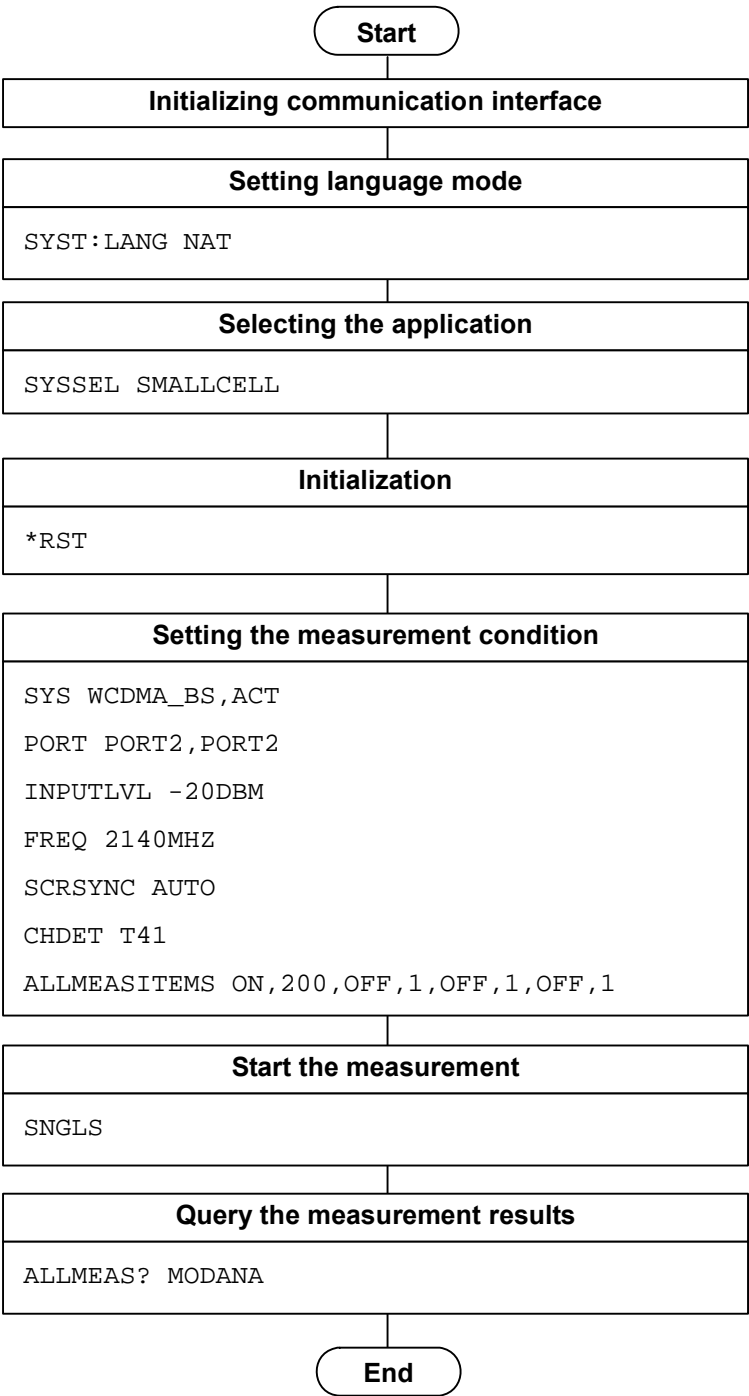 Start
Initializing communication interface
Setting language mode
SYST:LANG NAT
Selecting the application
SYSSEL SMALLCELL
Initialization
*RST
Setting the measurement condition
SYS WCDMA_BS,ACT
PORT PORT2,PORT2
INPUTLVL -20DBM
FREQ 2140MHZ
SCRSYNC AUTO
CHDET T41
ALLMEASITEMS ON,200,OFF,1,OFF,1,OFF,1
Start the measurement
SNGLS
Query the measurement results
ALLMEAS? MODANA
End